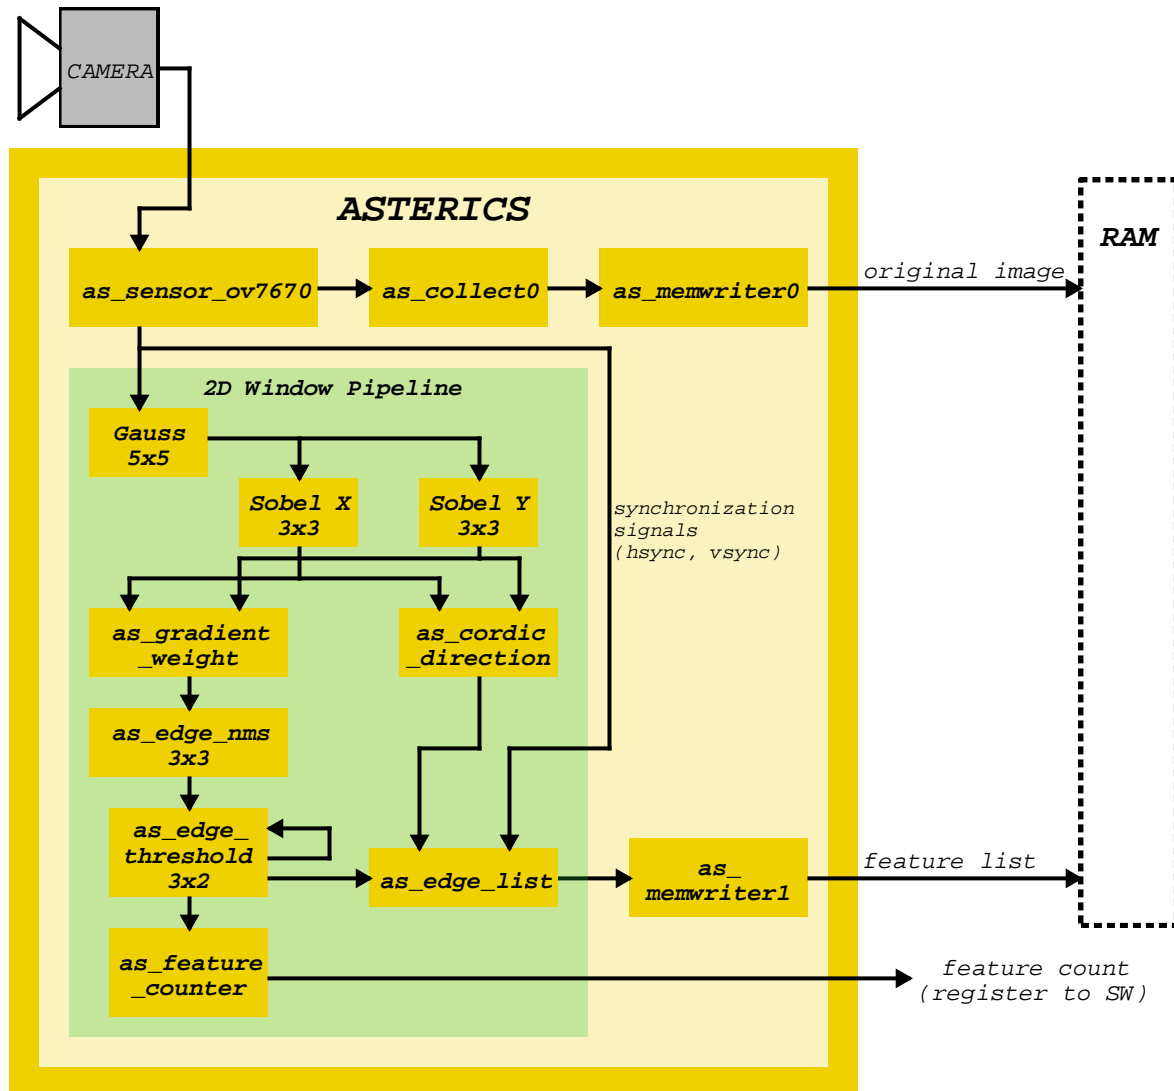 CAMERA
ASTERICS
RAM
as_sensor_ov7670
as_collect0
as_memwriter0
original image
2D Window Pipeline
Gauss
5x5
Sobel X
3x3
Sobel Y
3x3
synchronization
signals
(hsync, vsync)
as_gradient
_weight
as_cordic
_direction
as_edge_nms
3x3
as_edge_
threshold
3x2
as_edge_list
as_
memwriter1
feature list
as_feature
_counter
feature count
(register to SW)